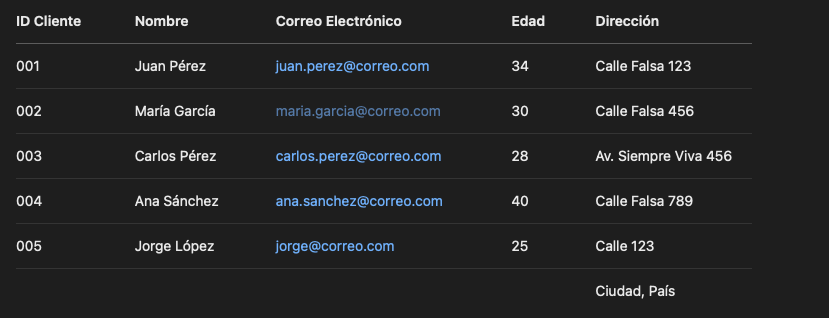 ID Cliente Nombre Correo Electrónico Edad Dirección
001 Juan Pérez juan.perez@correo.com 34 Calle Falsa 123
002 María García maria.garcia@correo.com 30 Calle Falsa 456
003 Carlos Pérez carlos.perez@correo.com 28 Av. Siempre Viva 456
004 Ana Sánchez ana.sanchez@correo.com 40 Calle Falsa 789
005 Jorge López jorge@correo.com 25 Calle 123
Ciudad, País